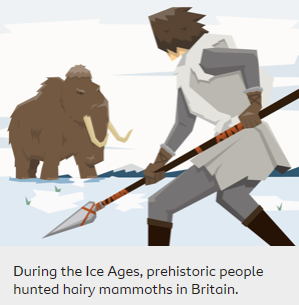 During the Ice Ages, prehistoric people
hunted hairy mammoths in Britain.